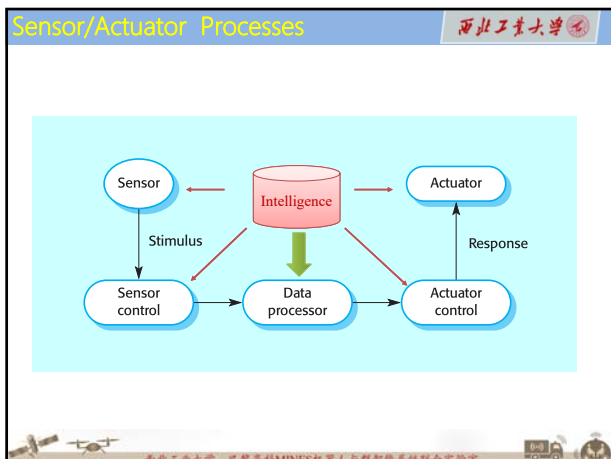 Sensor/Actuator Processes
西北工业大学
Sensor
Intelligence
Actuator
Stimulus
Response
Sensor
control
Data
processor
Actuator
control